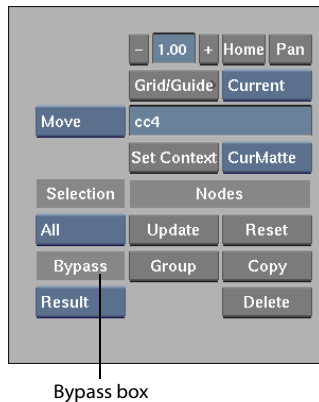 - 1.00 + Home Pan
Grid/Guide Current
Move cc4
Set Context CurMatte
Selection Nodes
All Update Reset
Bypass Group Copy
Result Delete
Bypass box